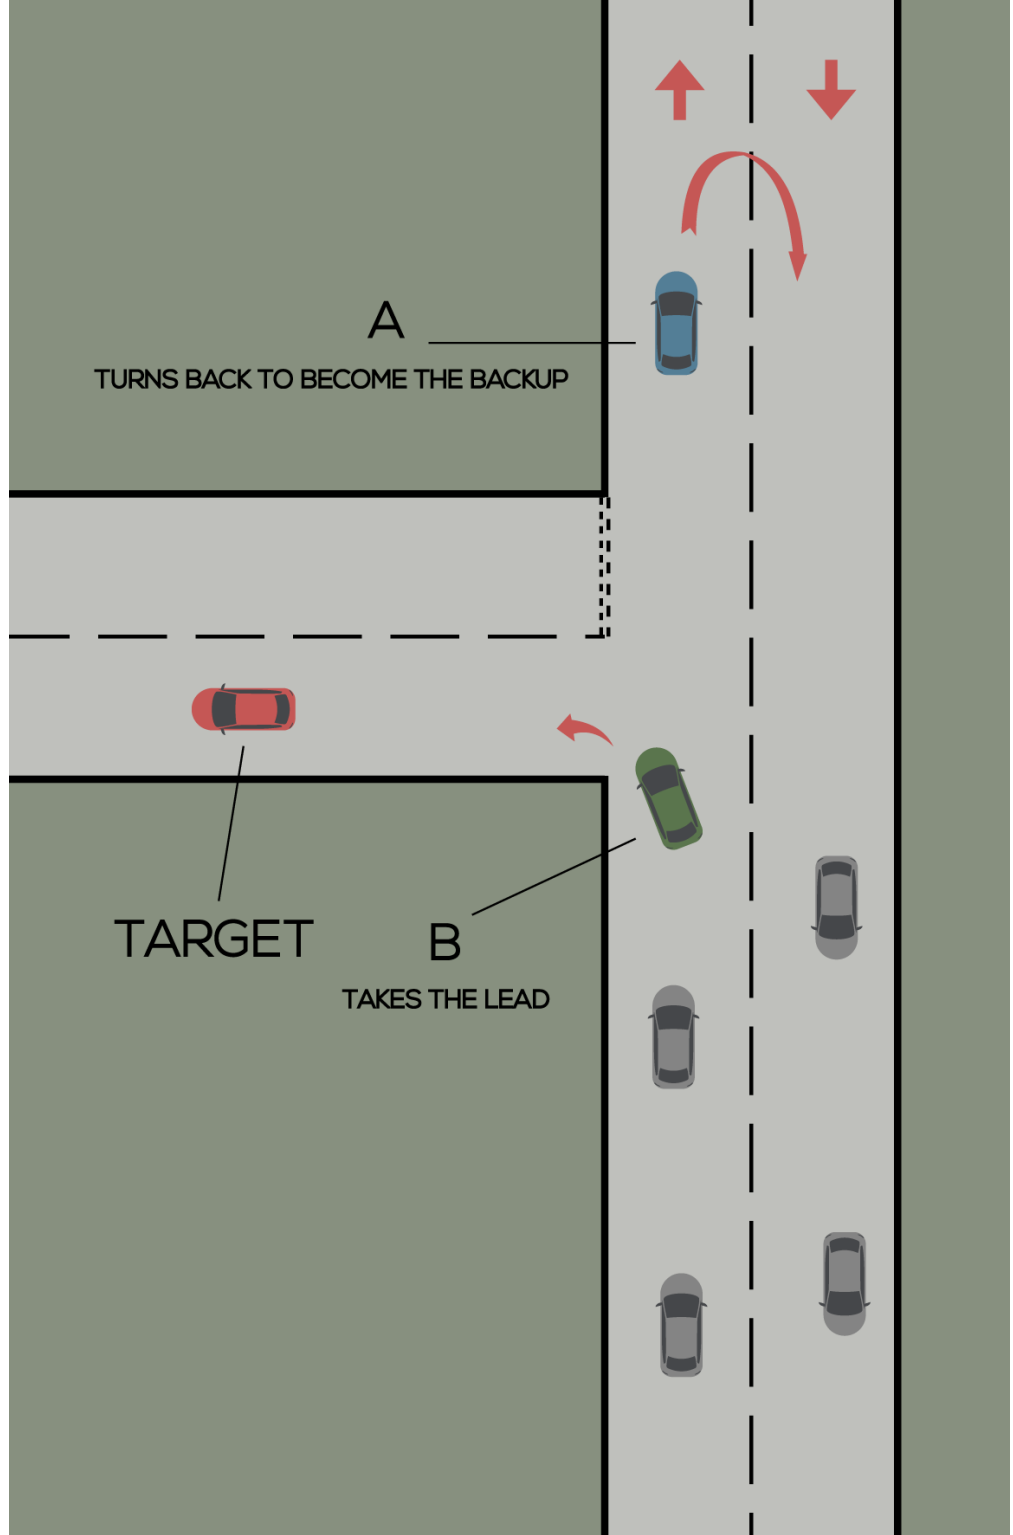 A
TURNS BACK TO BECOME THE BACKUP
TARGET
B
TAKES THE LEAD